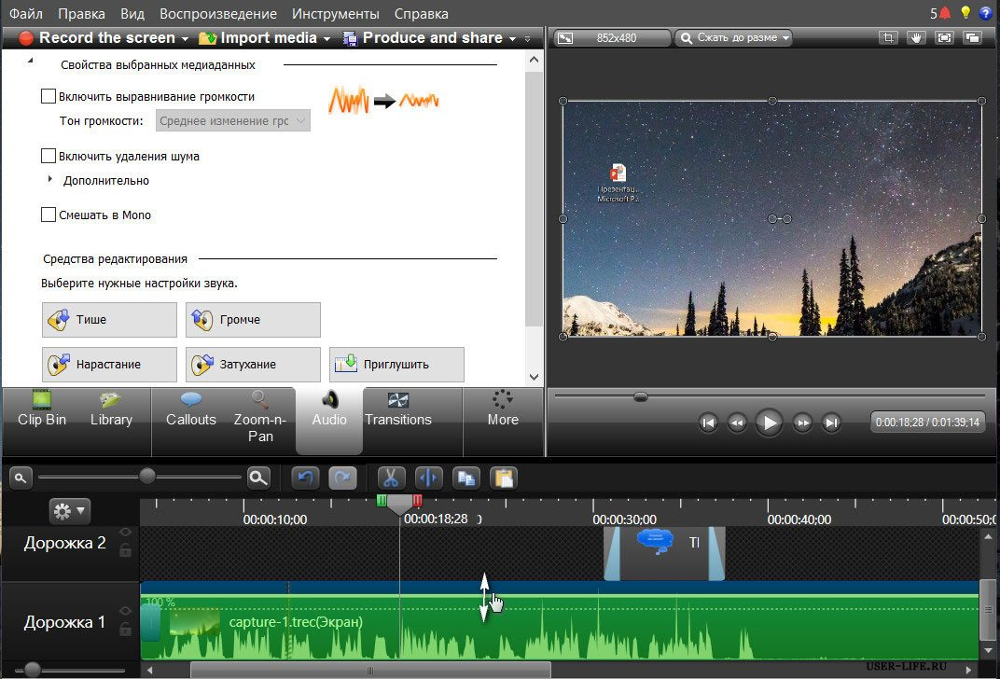 Файл Правка Вид Воспроизведение Инструменты Справка 5
Record the screen Import media Produce and share 852x480 Сжать до разме
Свойства выбранных медиаданных
Включить выравнивание громкости
Тон громкости: Среднее изменение грс
Включить удаления шума
Дополнительно
Смешать в Mono
Средства редактирования
Выберите нужные настройки звука.
Тише Громче
Нарастание Затухание Приглушить
Презентац...
Microsoft P...
Clip Bin Library Callouts Zoom-n-Pan Audio Transitions More
0:00:18;28 / 0:01:39;14
00:00:10;00 00:00:18;28 00:00:30;00 00:00:40;00 00:00:50;0
Дорожка 2
Дорожка 1
100 %
capture-1.trec(Экран)
USER-LIFE.RU